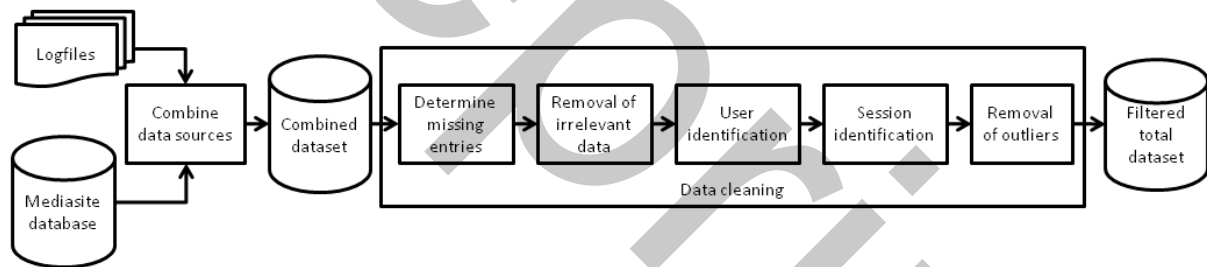 Logfiles
Mediasite
database
Combine
data sources
Combined
dataset
Determine
missing
entries
Removal of
irrelevant
data
User
identification
Session
identification
Removal
of outliers
Data cleaning
Filtered
total
dataset